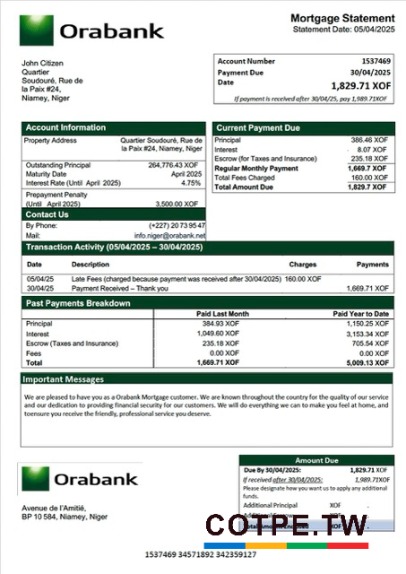 Orabank
Mortgage Statement
Statement Date: 05/04/2025
John Citizen
Quartier
Soudouré, Rue de
la Paix #24,
Niamey, Niger
Account Number 1537469
Payment Due 30/04/2025
Date 1,829.71 XOF
If payment is received after 30/04/25, pay 1,989.71XOF
Account Information
Property Address Quartier Soudouré, Rue de
la Paix #24, Niamey, Niger
Outstanding Principal 264,776.43 XOF
Maturity Date April 2025
Interest Rate (Until April 2025) 4.75%
Prepayment Penalty
(Until April 2025) 3,500.00 XOF
Contact Us
By Phone: (+227) 20 73 95 47
Mail: info.niger@orabank.net
Current Payment Due
Principal 386.46 XOF
Interest 8.07 XOF
Escrow (for Taxes and Insurance) 235.18 XOF
Regular Monthly Payment 1,669.7 XOF
Total Fees Charged 160.00 XOF
Total Amount Due 1,829.7 XOF
Transaction Activity (05/04/2025 – 30/04/2025)
Date Description Charges Payments
05/04/25 Late Fees (charged because payment was received after 30/04/2025) 160.00 XOF
30/04/25 Payment Received – Thank you 1,669.71 XOF
Past Payments Breakdown
Paid Last Month Paid Year to Date
Principal 384.93 XOF 1,150.25 XOF
Interest 1,049.60 XOF 3,153.34 XOF
Escrow (Taxes and Insurance) 235.18 XOF 705.54 XOF
Fees 0.00 XOF 0.00 XOF
Total 1,669.71 XOF 5,009.13 XOF
Important Messages
We are pleased to have you as a Orabank Mortgage customer. We are known throughout the country for the quality of our service
and our dedication to providing financial security for our customers. We will do everything we can to make you feel at home, and
toensure you receive the friendly, professional service you deserve.
Orabank
Avenue de l'Amitié,
BP 10 584, Niamey, Niger
Amount Due
Due By 30/04/2025: 1,829.71 XOF
If received after 30/04/25: 1,989.71XOF
Please designate how you want us to apply any additional
funds.
Additional Principal XOF
COTPE.TW
1537469 34571892 342359127